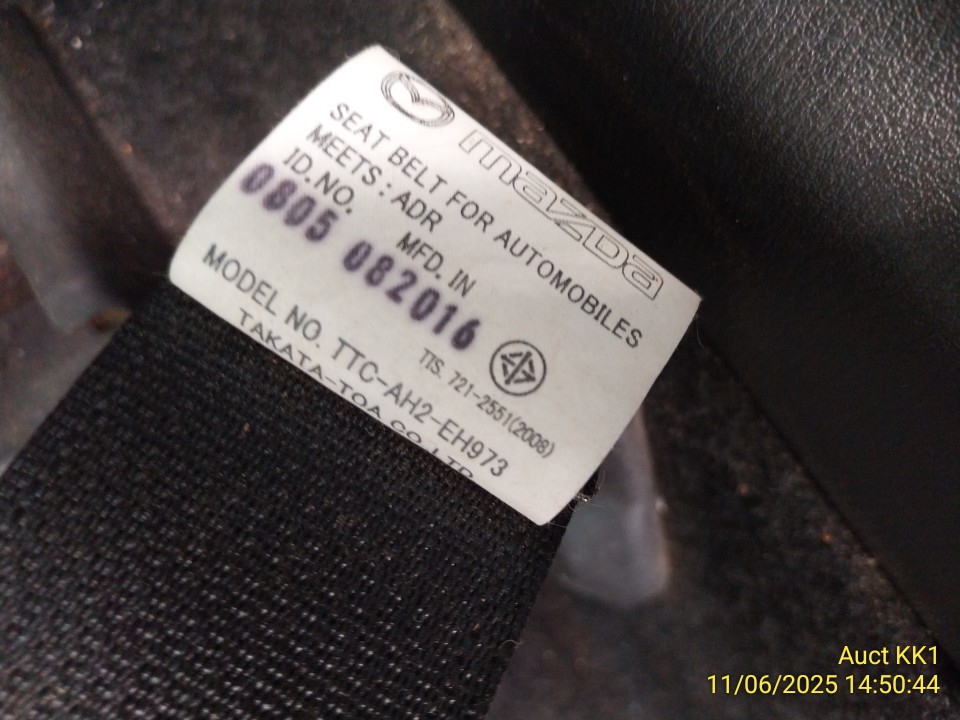 mazda
SEAT BELT FOR AUTOMOBILES
MEETS : ADR
ID. NO. MFD. IN
0805 082016
TIS. 721-2551(2008)
MODEL NO. TTC-AH2-EH973
TAKATA-TOA CO.,LTD.
Auct KK1
11/06/2025 14:50:44